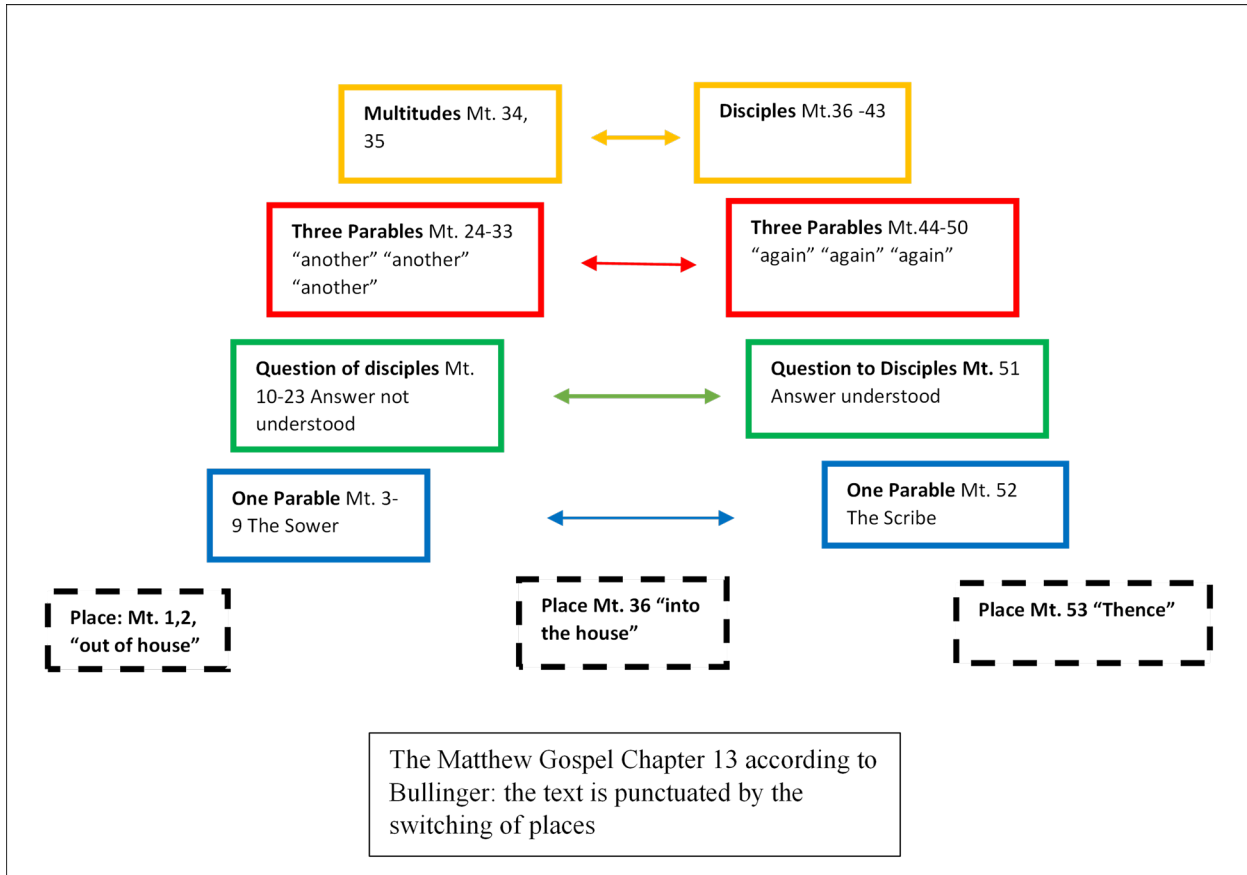 Multitudes Mt. 34,
35
Disciples Mt.36 -43
Three Parables Mt. 24-33
“another” “another”
“another”
Three Parables Mt.44-50
“again” “again” “again”
Question of disciples Mt.
10-23 Answer not
understood
Question to Disciples Mt. 51
Answer understood
One Parable Mt. 3-
9 The Sower
One Parable Mt. 52
The Scribe
Place: Mt. 1,2,
“out of house”
Place Mt. 36 “into
the house”
Place Mt. 53 “Thence”
The Matthew Gospel Chapter 13 according to
Bullinger: the text is punctuated by the
switching of places